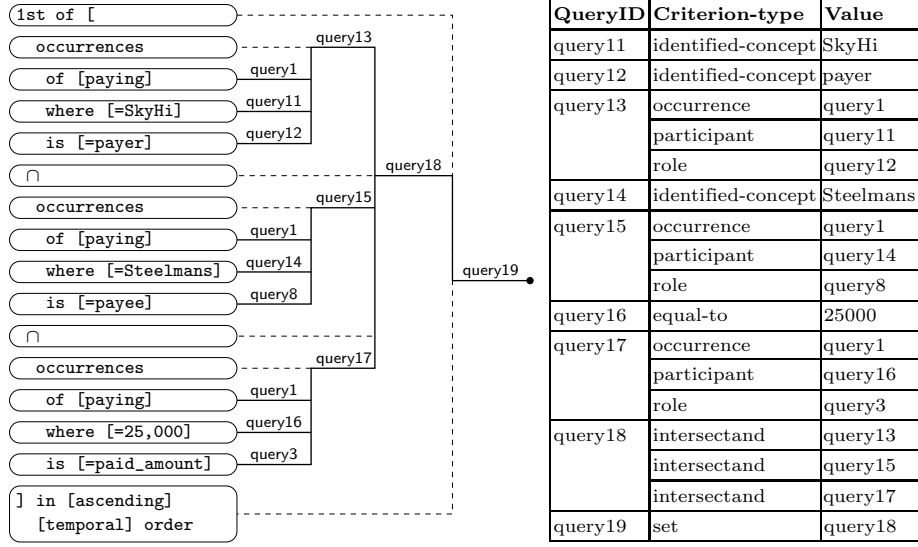 1st of [
occurrences
query13
of [paying]
query1
where [=SkyHi]
query11
is [=payer]
query12
∩
query18
occurrences
query15
of [paying]
query1
where [=Steelmans]
query14
query19
is [=payee]
query8
∩
occurrences
query17
of [paying]
query1
where [=25,000]
query16
is [=paid_amount]
query3
] in [ascending]
[temporal] order
QueryID Criterion-type Value
query11 identified-concept SkyHi
query12 identified-concept payer
query13 occurrence query1
participant query11
role query12
query14 identified-concept Steelmans
query15 occurrence query1
participant query14
role query8
query16 equal-to 25000
query17 occurrence query1
participant query16
role query3
query18 intersectand query13
intersectand query15
intersectand query17
query19 set query18